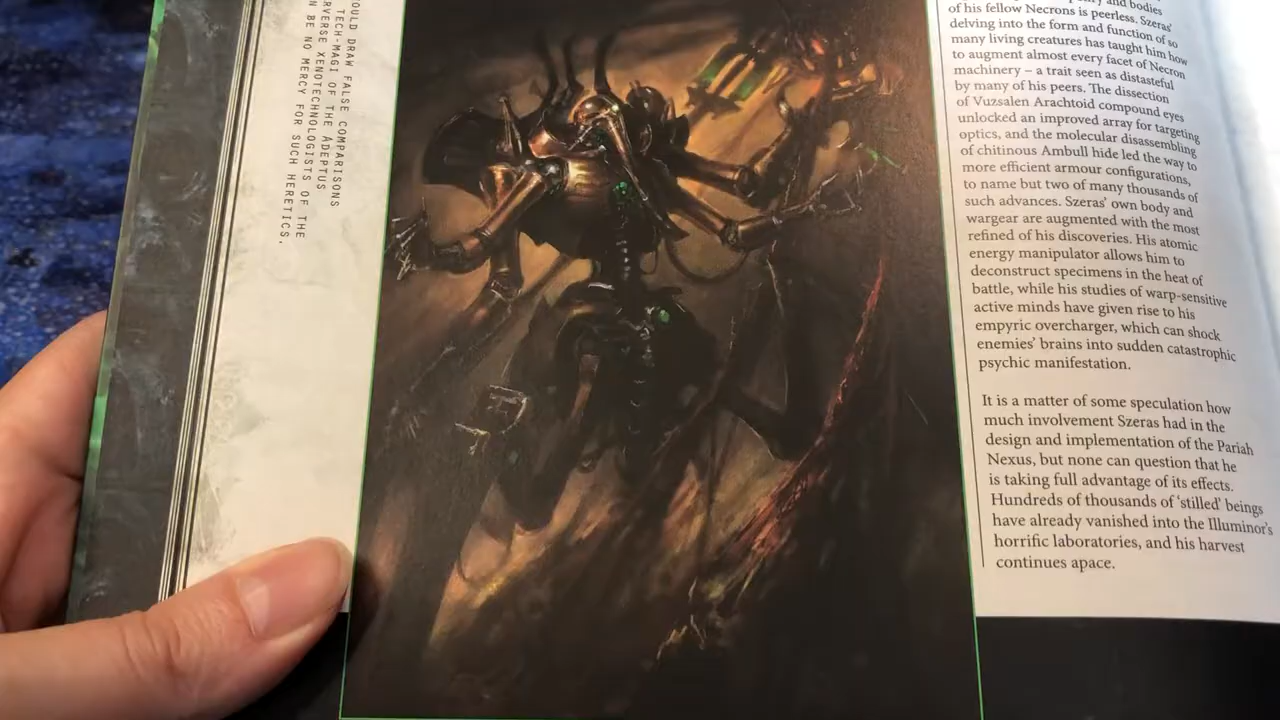 OULD DRAW FALSE COMPARISONS
TECH-MAGI OF THE ADEPTUS
RVERSE XENOTECHNOLOGISTS OF THE
N BE NO MERCY FOR SUCH HERETICS.
and bodies
of his fellow Necrons is peerless. Szeras'
delving into the form and function of so
many living creatures has taught him how
to augment almost every facet of Necron
machinery – a trait seen as distasteful
by many of his peers. The dissection
of Vuzsalen Arachtoid compound eyes
unlocked an improved array for targeting
optics, and the molecular disassembling
of chitinous Ambull hide led the way to
more efficient armour configurations,
to name but two of many thousands of
such advances. Szeras' own body and
wargear are augmented with the most
refined of his discoveries. His atomic
energy manipulator allows him to
deconstruct specimens in the heat of
battle, while his studies of warp-sensitive
active minds have given rise to his
empyric overcharger, which can shock
enemies' brains into sudden catastrophic
psychic manifestation.
It is a matter of some speculation how
much involvement Szeras had in the
design and implementation of the Pariah
Nexus, but none can question that he
is taking full advantage of its effects.
Hundreds of thousands of 'stilled' beings
have already vanished into the Illuminor's
horrific laboratories, and his harvest
continues apace.